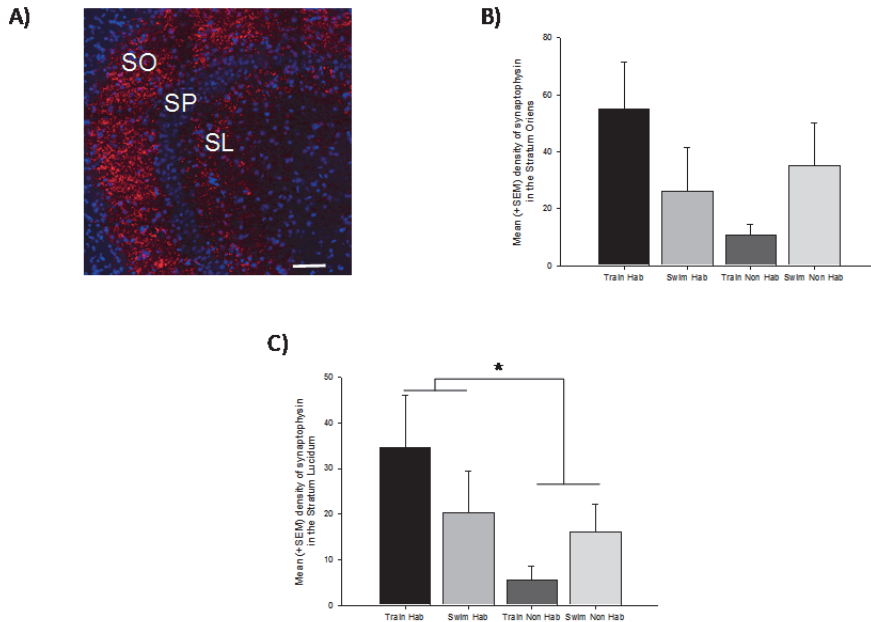 A)
SO
SP
SL
B)
Mean (+SEM) density of synaptophysin
in the Stratum Oriens
80
60
40
20
0
Train Hab
Swim Hab
Train Non Hab
Swim Non Hab
C)
*
Mean (+SEM) density of synaptophysin
in the Stratum Lucidum
50
40
30
20
10
0
Train Hab
Swim Hab
Train Non Hab
Swim Non Hab